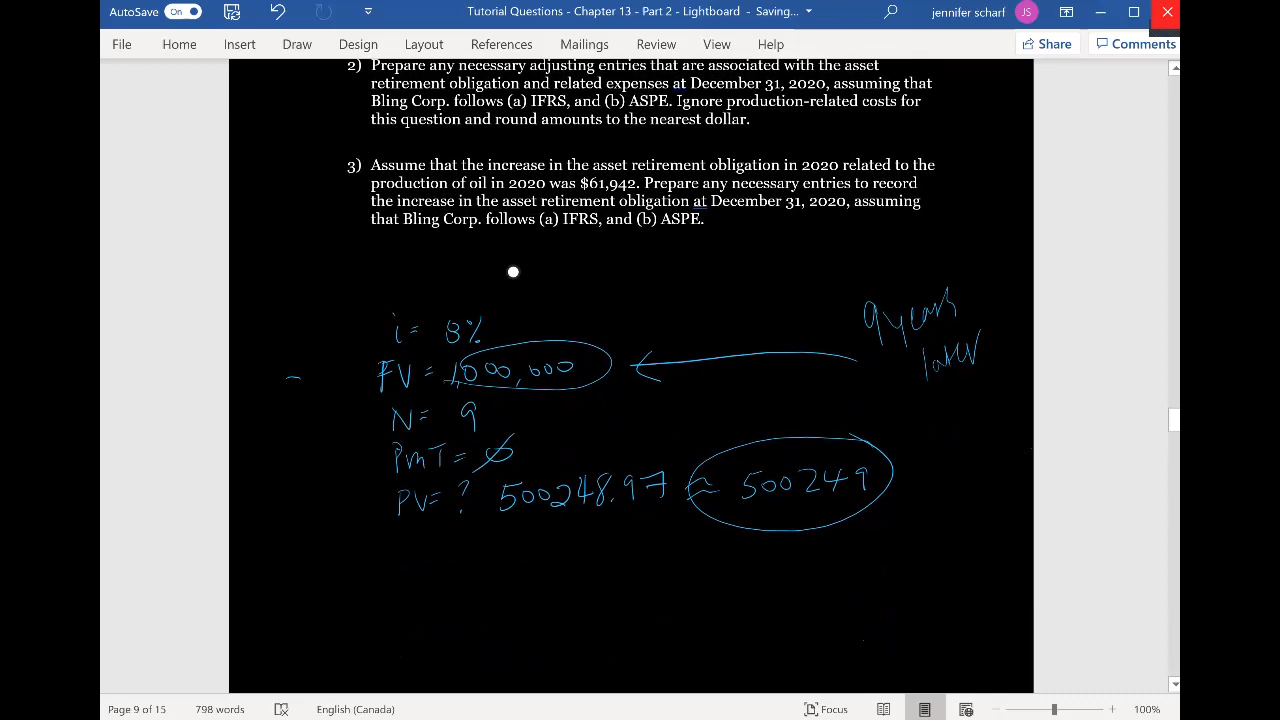 AutoSave On Tutorial Questions - Chapter 13 - Part 2 - Lightboard - Saving... jennifer scharf JS
File Home Insert Draw Design Layout References Mailings Review View Help Share Comments
2) Prepare any necessary adjusting entries that are associated with the asset
retirement obligation and related expenses at December 31, 2020, assuming that
Bling Corp. follows (a) IFRS, and (b) ASPE. Ignore production-related costs for
this question and round amounts to the nearest dollar.
3) Assume that the increase in the asset retirement obligation in 2020 related to the
production of oil in 2020 was $61,942. Prepare any necessary entries to record
the increase in the asset retirement obligation at December 31, 2020, assuming
that Bling Corp. follows (a) IFRS, and (b) ASPE.
i = 8%
FV = 1,000,000
9 years
later
N = 9
PmT = ∅
PV = ? 500248.97 ≈ 500249
Page 9 of 15 798 words English (Canada) Focus 100%